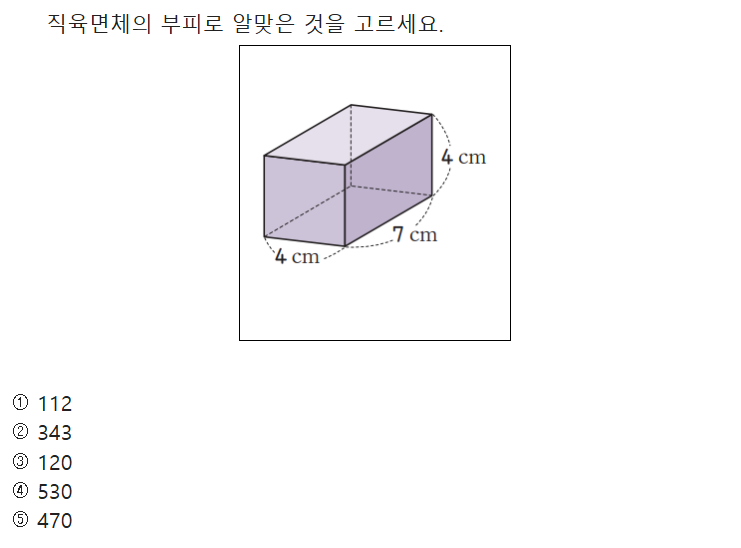 직육면체의 부피로 알맞은 것을 고르세요.
4 cm
7 cm
4 cm
① 112
② 343
③ 120
④ 530
⑤ 470